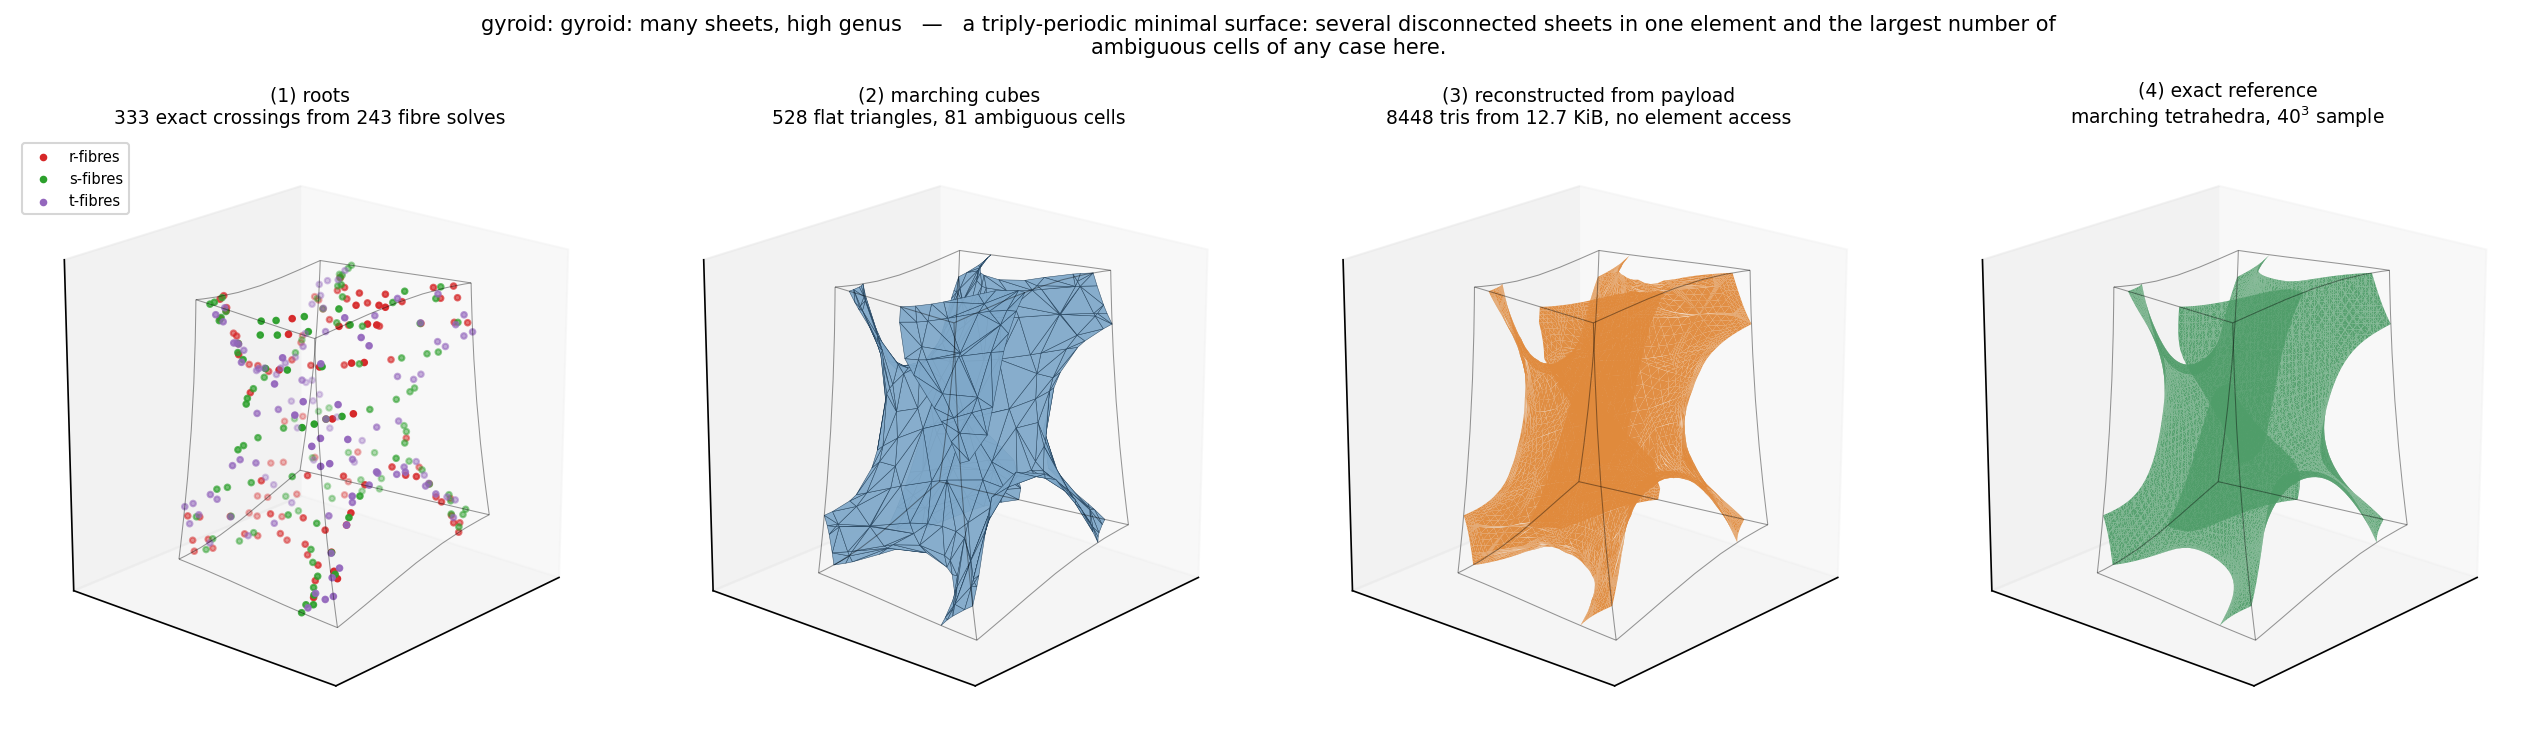 gyroid: gyroid: many sheets, high genus — a triply-periodic minimal surface: several disconnected sheets in one element and the largest number of
ambiguous cells of any case here.
(1) roots
333 exact crossings from 243 fibre solves
r-fibres
s-fibres
t-fibres
(2) marching cubes
528 flat triangles, 81 ambiguous cells
(3) reconstructed from payload
8448 tris from 12.7 KiB, no element access
(4) exact reference
marching tetrahedra, 40³ sample